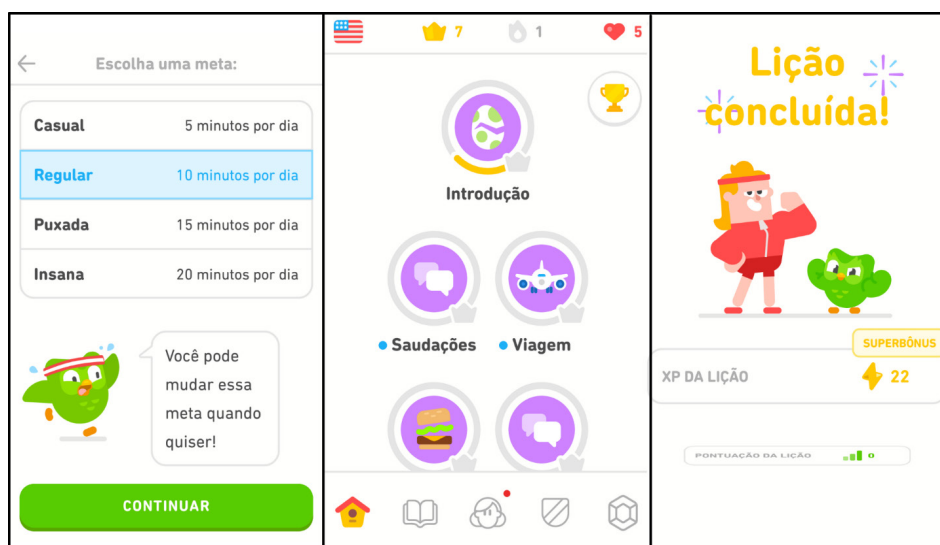 Escolha uma meta:
Casual 5 minutos por dia
Regular 10 minutos por dia
Puxada 15 minutos por dia
Insana 20 minutos por dia
Você pode
mudar essa
meta quando
quiser!
CONTINUAR
7 1 5
Introdução
Saudações Viagem
Lição
concluída!
SUPERBÔNUS
XP DA LIÇÃO 22
PONTUAÇÃO DA LIÇÃO 0